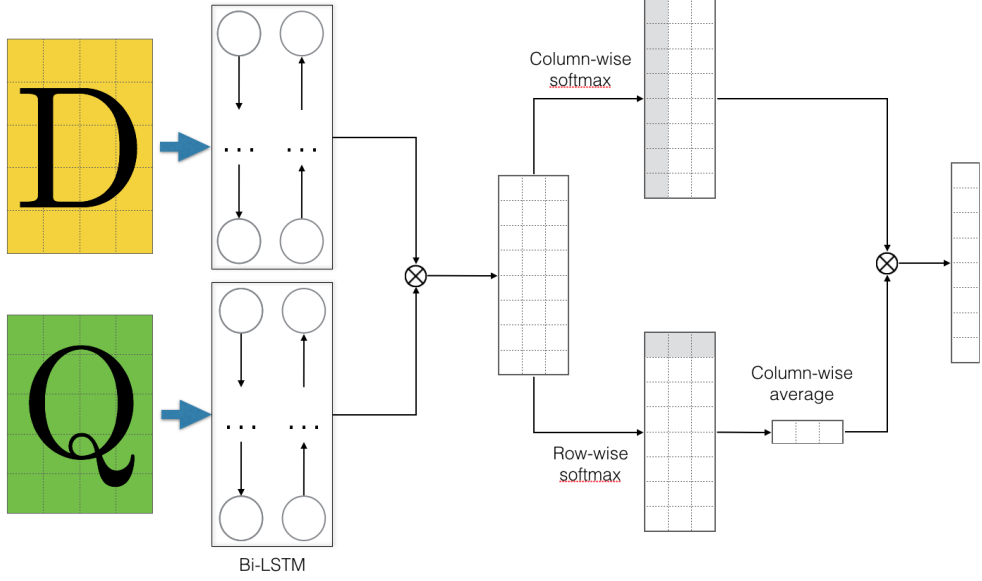 D
Column-wise
softmax
. . .  . . .
Q
. . .  . . .
Column-wise
average
Row-wise
softmax
Bi-LSTM